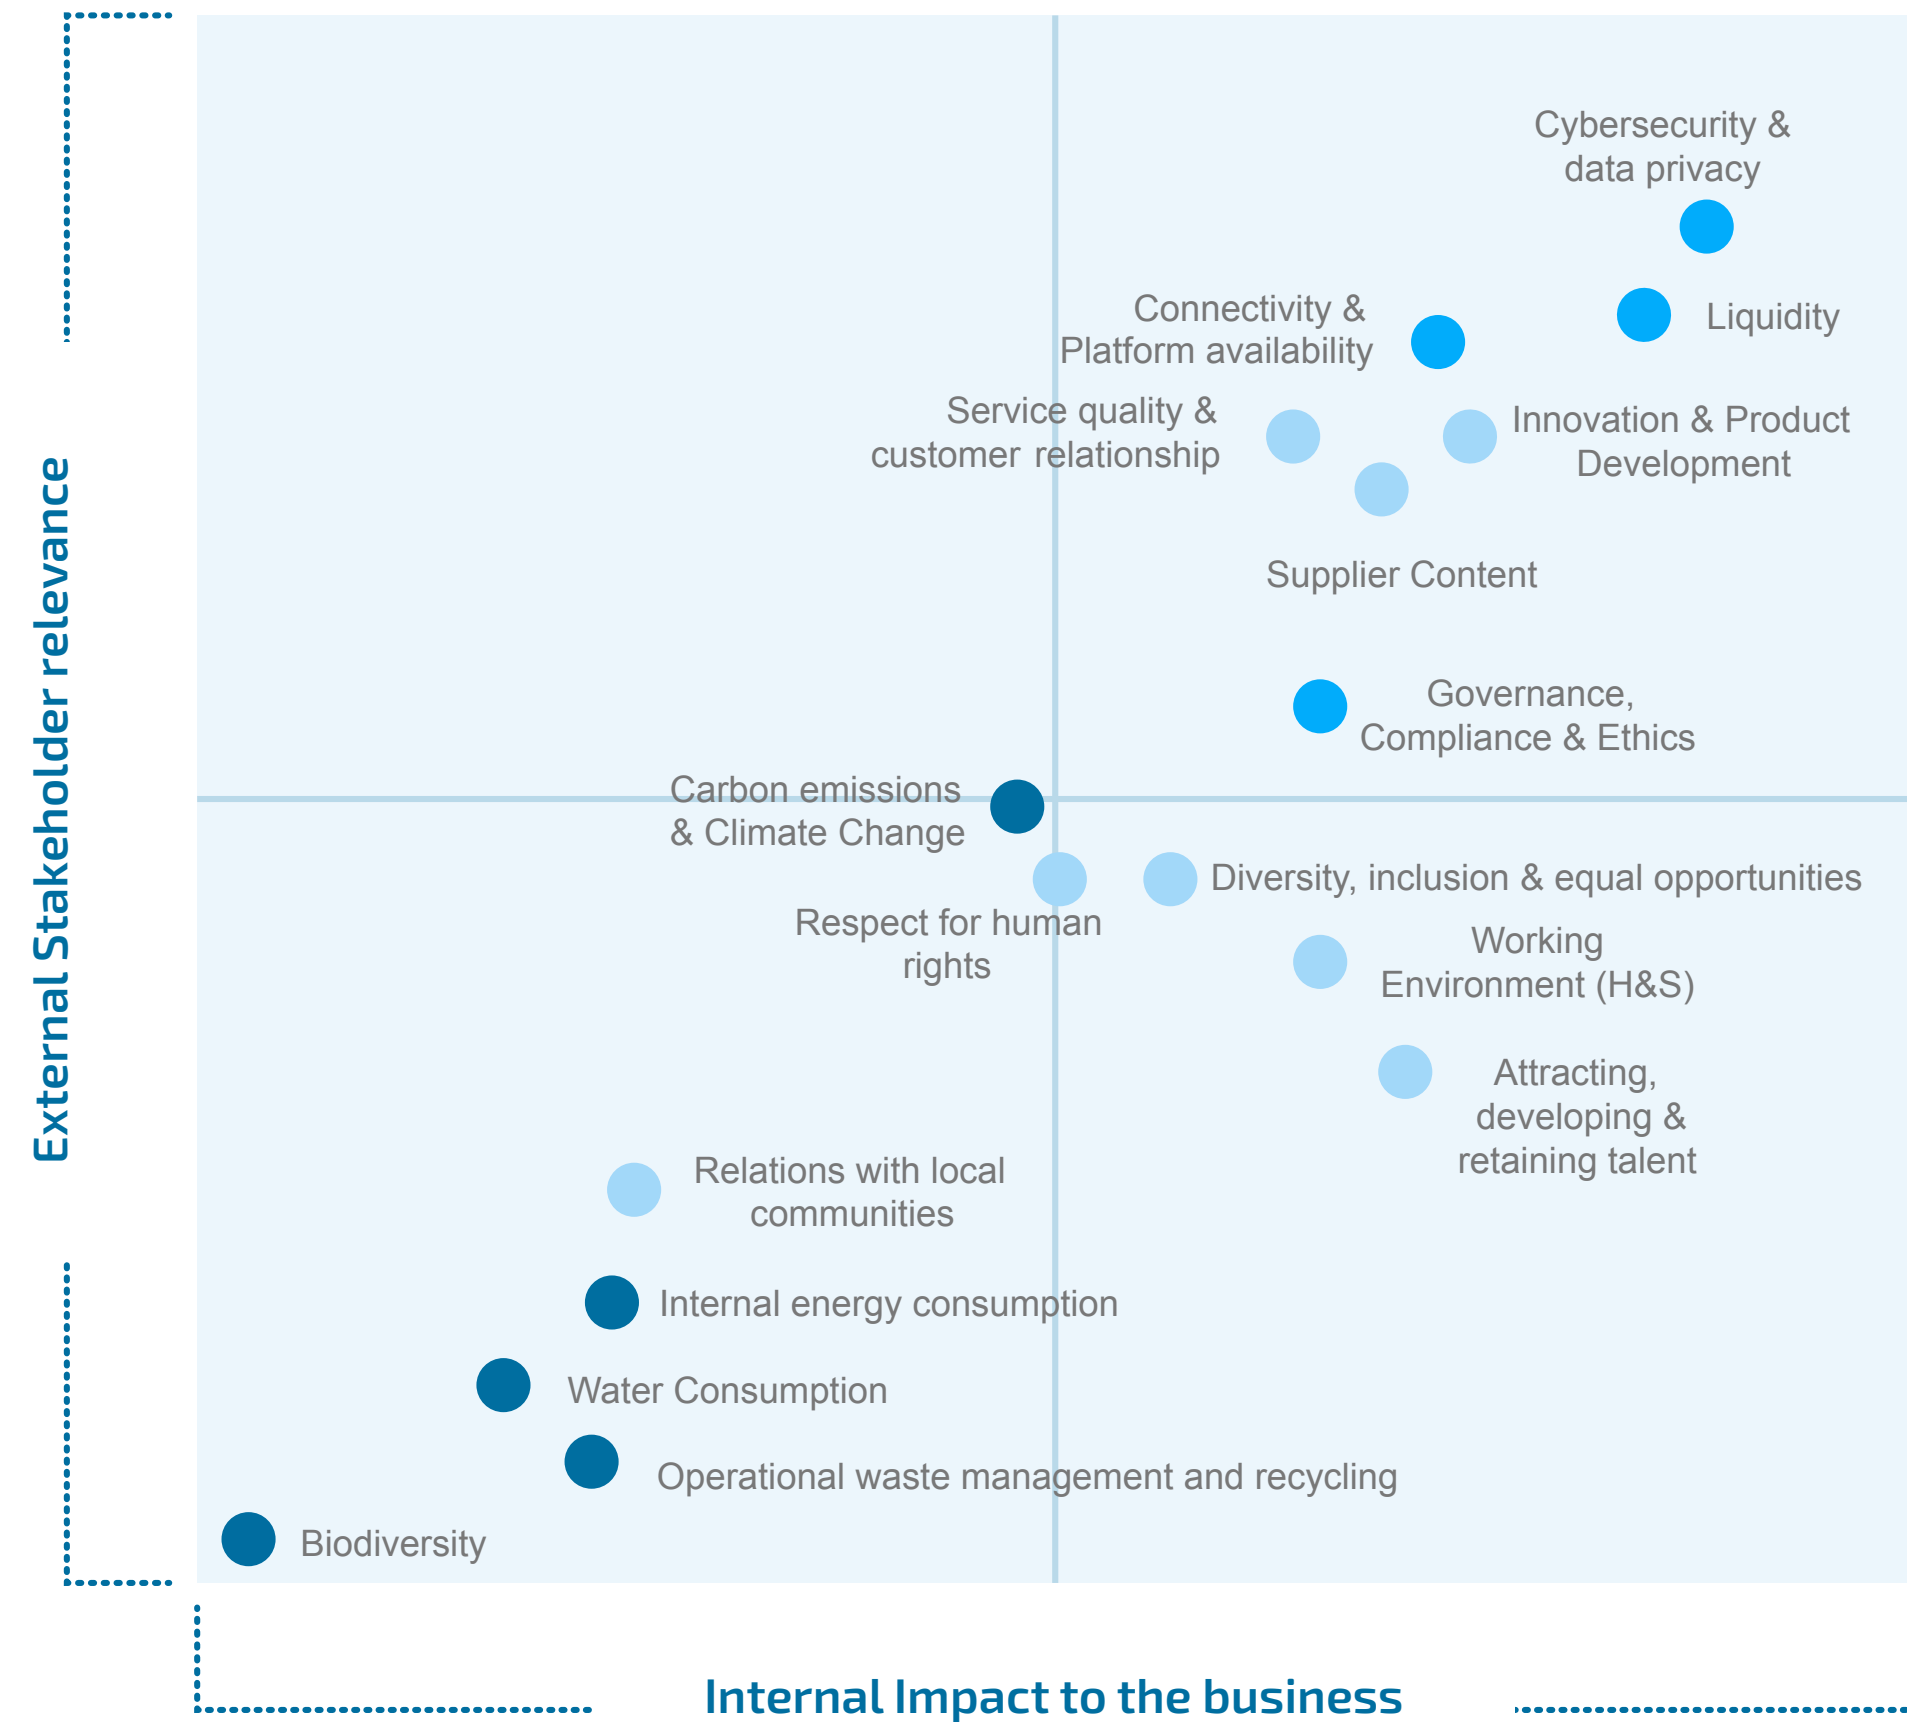 External Stakeholder relevance
Cybersecurity &
data privacy
Liquidity
Connectivity &
Platform availability
Service quality &
customer relationship
Innovation & Product
Development
Supplier Content
Governance,
Compliance & Ethics
Carbon emissions
& Climate Change
Diversity, inclusion & equal opportunities
Respect for human
rights
Working
Environment (H&S)
Attracting,
developing &
retaining talent
Relations with local
communities
Internal energy consumption
Water Consumption
Operational waste management and recycling
Biodiversity
Internal Impact to the business